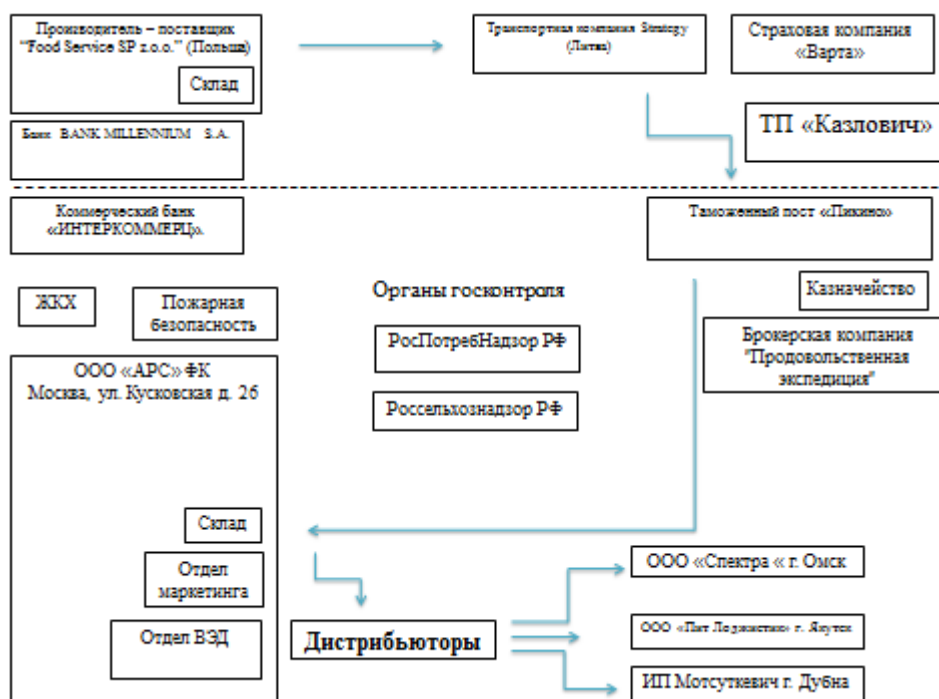 Производитель – поставщик
"Food Service SP z.o.o." (Польша)
Склад
Транспортная компания Strategy
(Литва)
Страховая компания
«Варта»
Банк BANK MILLENNIUM S.A.
ТП «Казлович»
Коммерческий банк
«ИНТЕРКОММЕРЦ».
Таможенный пост «Пикино»
ЖКХ
Пожарная
безопасность
Органы госконтроля
Казначейство
РосПотребНадзор РФ
Брокерская компания
"Продовольственная
экспедиция"
ООО «АРС» ФК
Москва, ул. Кусковская д. 26
Россельхознадзор РФ
Склад
Отдел
маркетинга
Отдел ВЭД
Дистрибьюторы
ООО «Спектра « г. Омск
ООО «Пит Лоджистик» г. Якутск
ИП Мотсуткевич г. Дубна